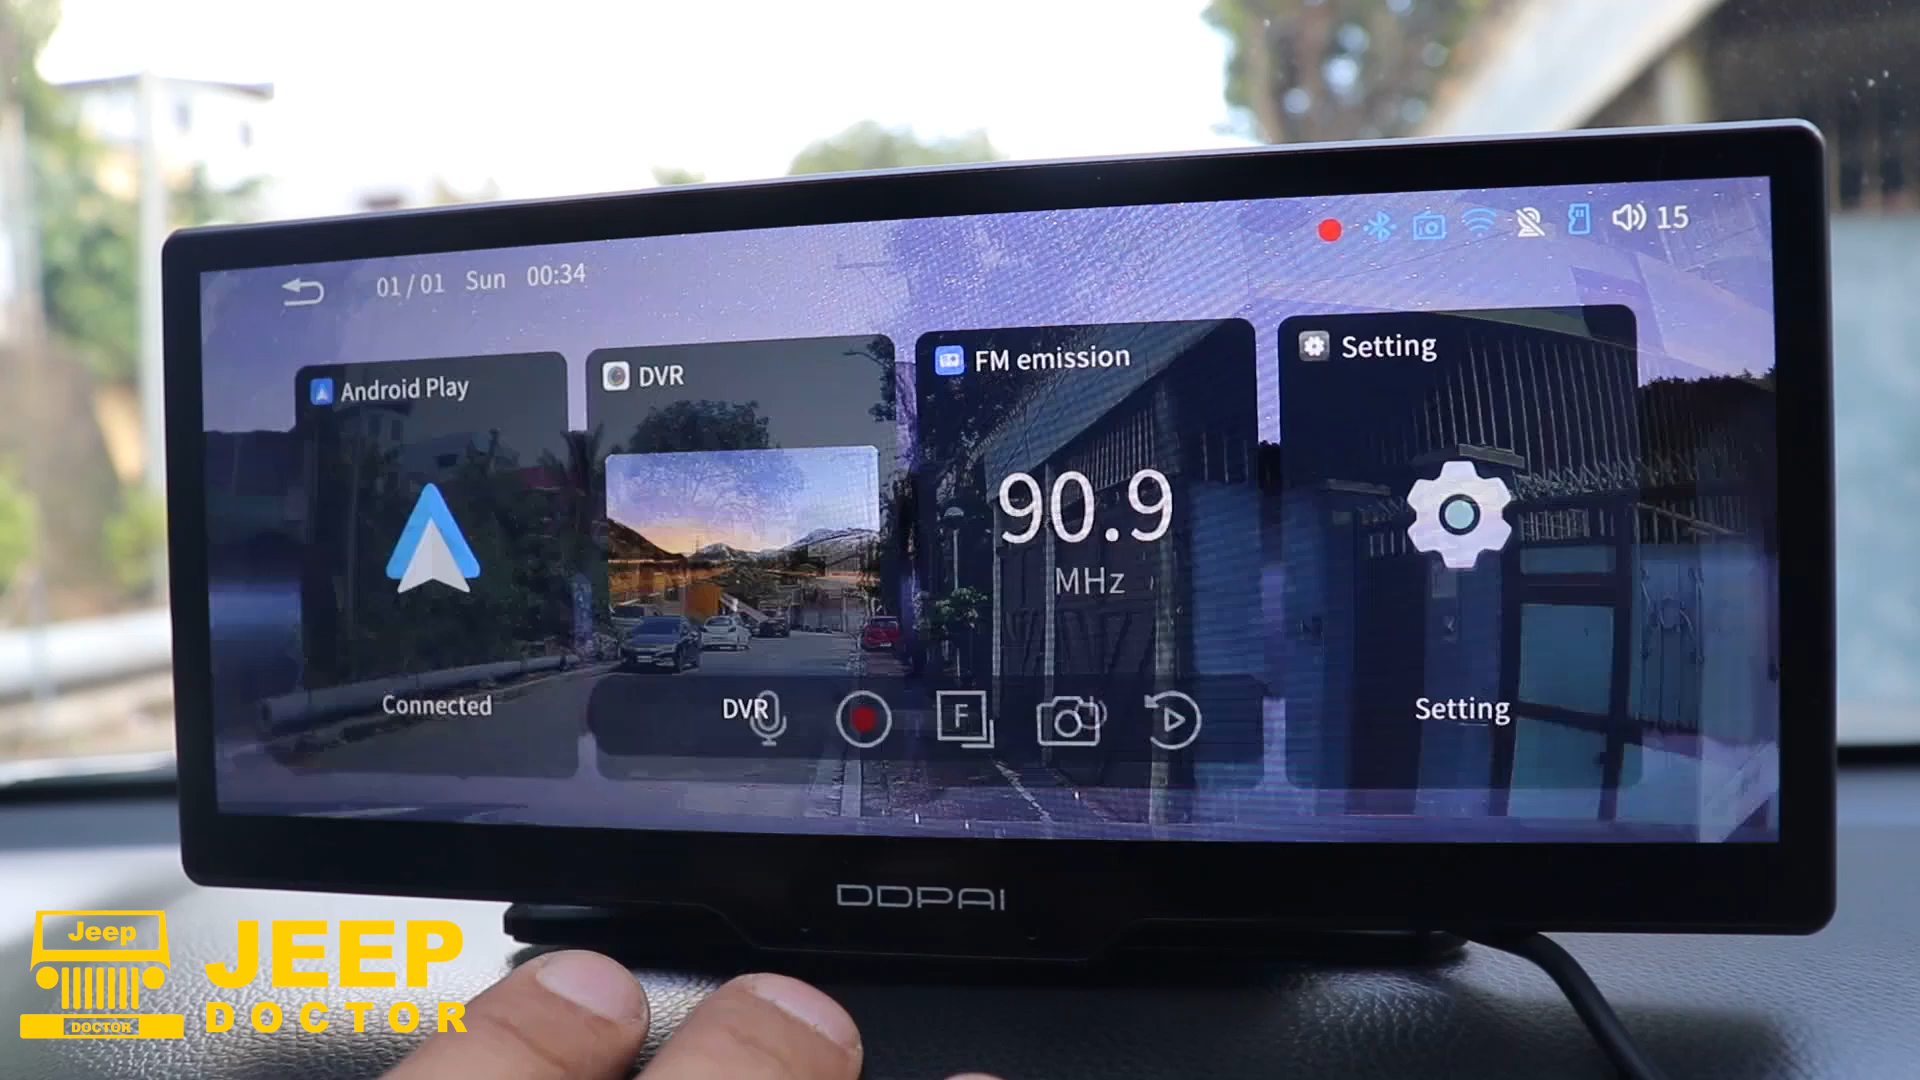 01/01 Sun 00:34
15
Android Play
DVR
FM emission
Setting
90.9
MHz
Connected
DVR
F
Setting
DDPAI
Jeep
DOCTOR
JEEP
DOCTOR